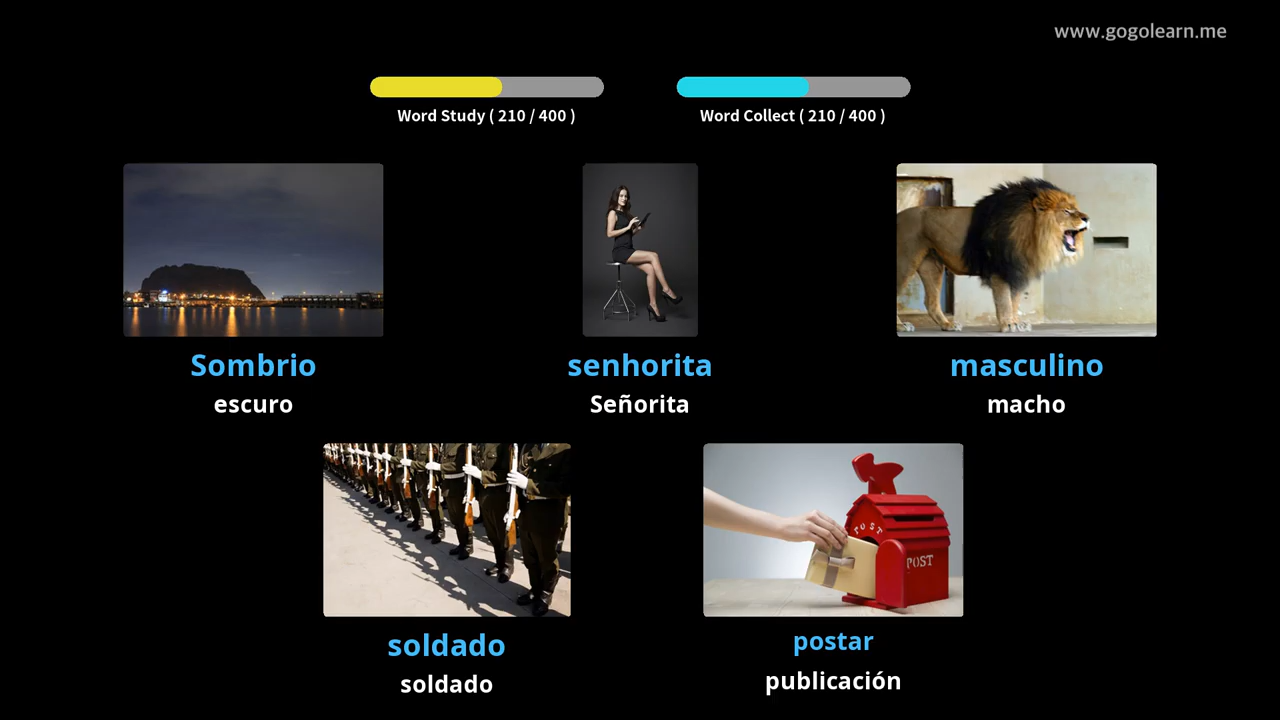 www.gogolearn.me
Word Study ( 210 / 400 )
Word Collect ( 210 / 400 )
Sombrio
escuro
senhorita
Señorita
masculino
macho
soldado
soldado
POST
POST
postar
publicación